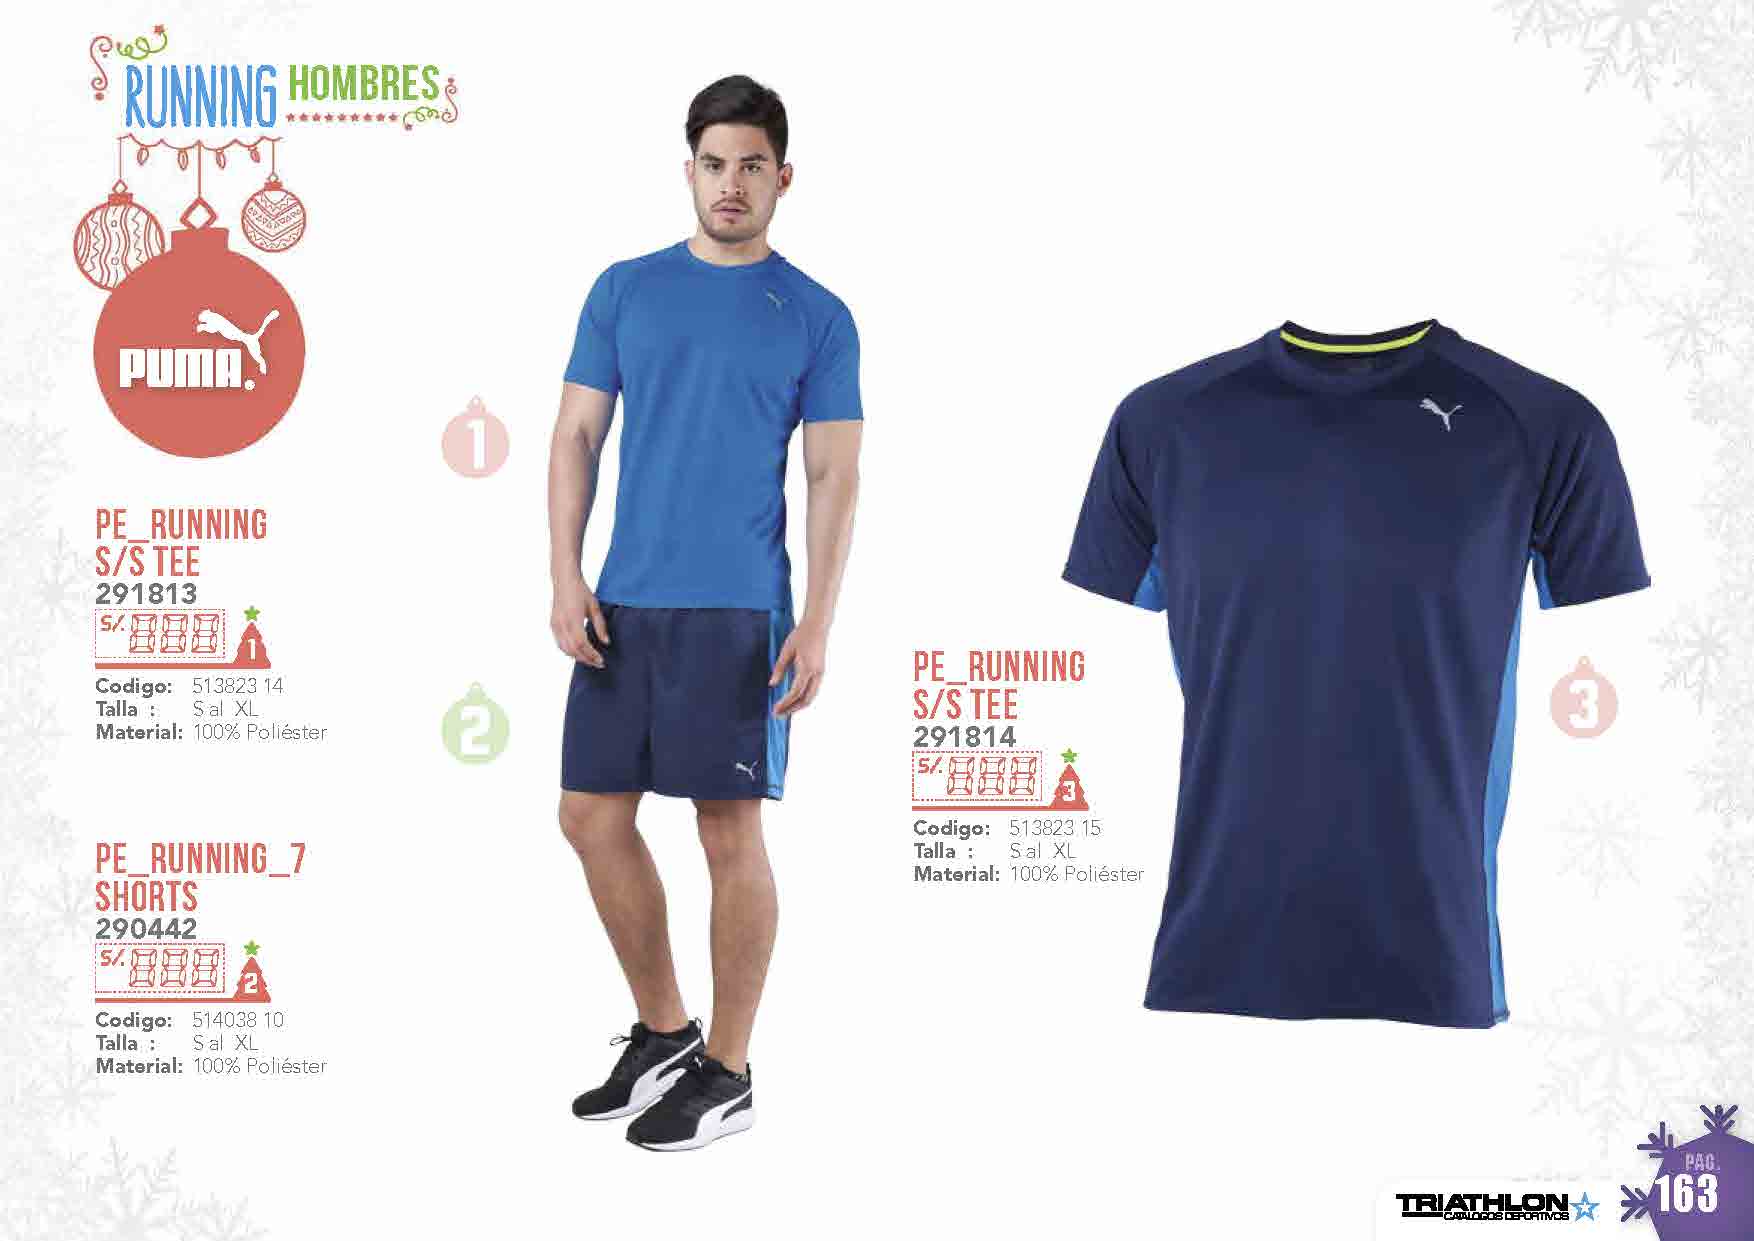 RUNNING HOMBRES
PUMA.
1
PE_RUNNING
S/S TEE
291813
S/. 888
1
Codigo: 513823 14
Talla : S al XL
Material: 100% Poliéster
2
PE_RUNNING_7
SHORTS
290442
S/. 888
2
Codigo: 514038 10
Talla : S al XL
Material: 100% Poliéster
PE_RUNNING
S/S TEE
291814
S/. 888
3
Codigo: 513823 15
Talla : S al XL
Material: 100% Poliéster
3
TRIATHLON
CATALOGOS DEPORTIVOS
PAG.
163